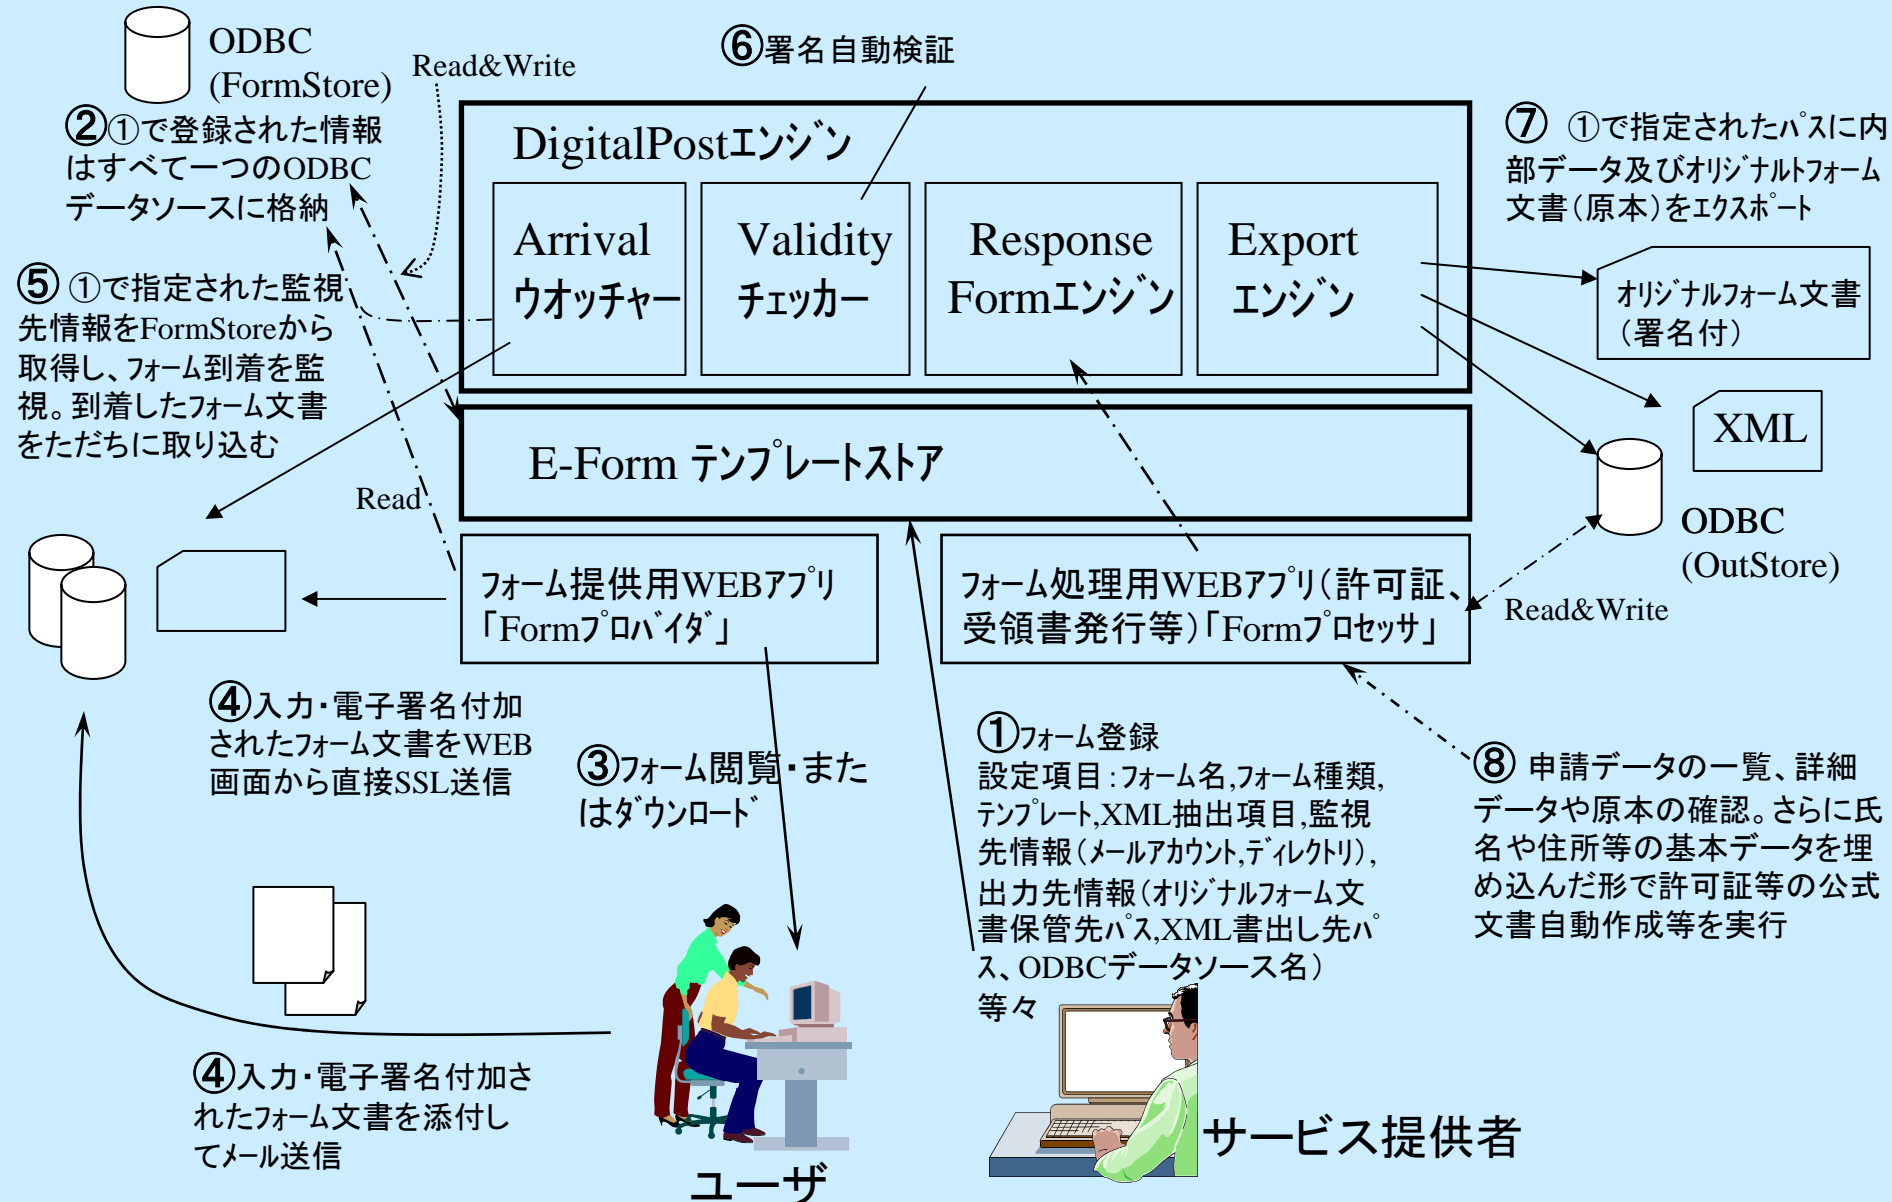 ODBC
(FormStore)
Read&Write
⑥署名自動検証
②①で登録された情報
はすべて一つのODBC
データソースに格納
DigitalPostｴﾝｼﾞﾝ
Arrival
ｳｵｯﾁｬｰ
Validity
ﾁｪｯｶｰ
Response
Formｴﾝｼﾞﾝ
Export
ｴﾝｼﾞﾝ
⑦ ①で指定されたﾊﾟｽに内
部データ及びｵﾘｼﾞﾅﾙﾄﾌｫｰﾑ
文書（原本）をｴｸｽﾎﾟｰﾄ
ｵﾘｼﾞﾅﾙﾌｫｰﾑ文書
（署名付）
XML
ODBC
(OutStore)
Read&Write
⑤ ①で指定された監視
先情報をFormStoreから
取得し、ﾌｫｰﾑ到着を監
視。到着したﾌｫｰﾑ文書
をただちに取り込む
Read
E-Form ﾃﾝﾌﾟﾚｰﾄｽﾄｱ
ﾌｫｰﾑ提供用WEBｱﾌﾟﾘ
「Formﾌﾟﾛﾊﾞｲﾀﾞ」
ﾌｫｰﾑ処理用WEBｱﾌﾟﾘ（許可証、
受領書発行等）「Formﾌﾟﾛｾｯｻ」
④入力・電子署名付加
されたﾌｫｰﾑ文書をWEB
画面から直接SSL送信
③ﾌｫｰﾑ閲覧・また
はﾀﾞｳﾝﾛｰﾄﾞ
①ﾌｫｰﾑ登録
設定項目：ﾌｫｰﾑ名,ﾌｫｰﾑ種類,
ﾃﾝﾌﾟﾚｰﾄ,XML抽出項目,監視
先情報（ﾒｰﾙｱｶｳﾝﾄ,ﾃﾞｨﾚｸﾄﾘ）,
出力先情報（ｵﾘｼﾞﾅﾙﾌｫｰﾑ文
書保管先ﾊﾟｽ,XML書出し先ﾊﾟ
ｽ、ODBCデータソース名）
等々
⑧ 申請データの一覧、詳細
データや原本の確認。さらに氏
名や住所等の基本データを埋
め込んだ形で許可証等の公式
文書自動作成等を実行
④入力・電子署名付加さ
れたﾌｫｰﾑ文書を添付し
てﾒｰﾙ送信
ユーザ
サービス提供者